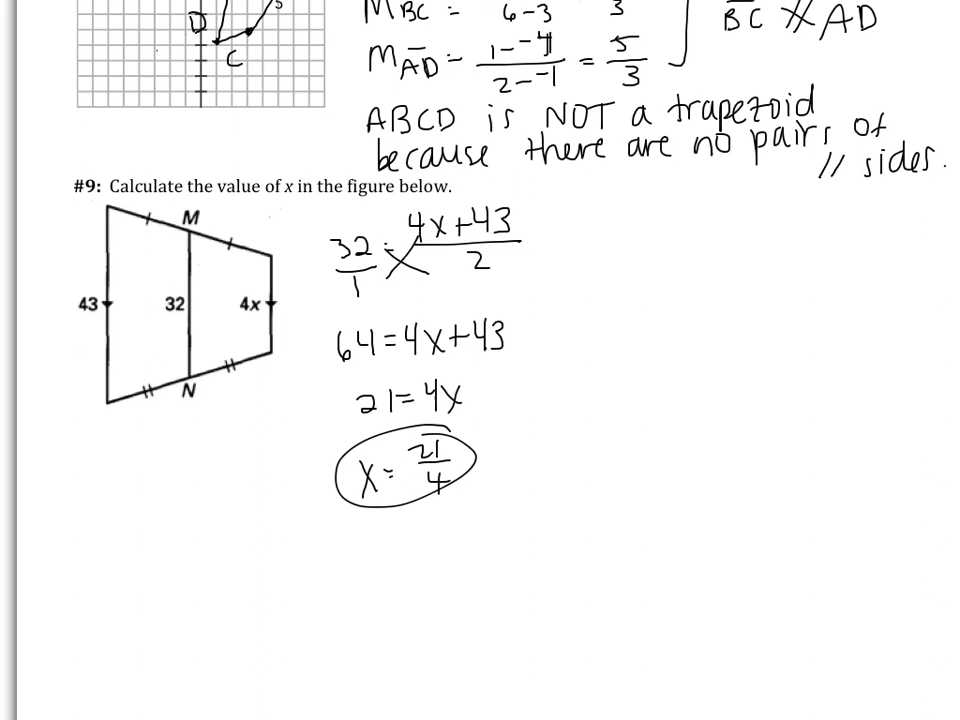 D
C
M BC = 6-3 3
BC ∦ AD
M AD = 1--4 / 2--1 = 5/3
ABCD is NOT a trapezoid
because there are no pairs of
// sides.
#9: Calculate the value of x in the figure below.
M
43 32 4x
N
32/1 = 4x+43/2
64=4x+43
21=4x
x = 21/4